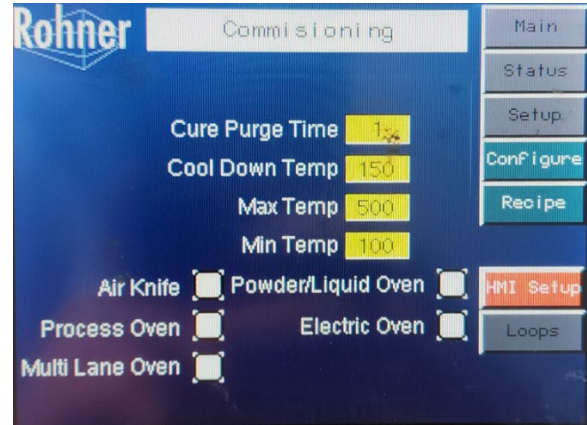 Rohner
Commisioning
Main
Status
Setup
Configure
Recipe
Cure Purge Time 1
Cool Down Temp 150
Max Temp 500
Min Temp 100
Air Knife
Powder/Liquid Oven
HMI Setup
Process Oven
Electric Oven
Loops
Multi Lane Oven